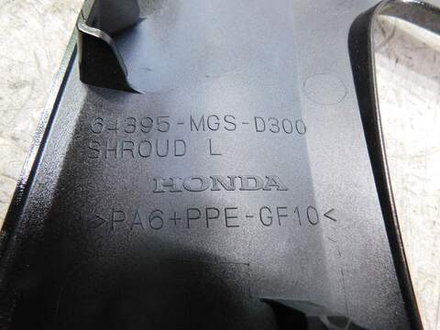 64395-MGS-D300
SHROUD L
HONDA
>PA6+PPE-GF10<